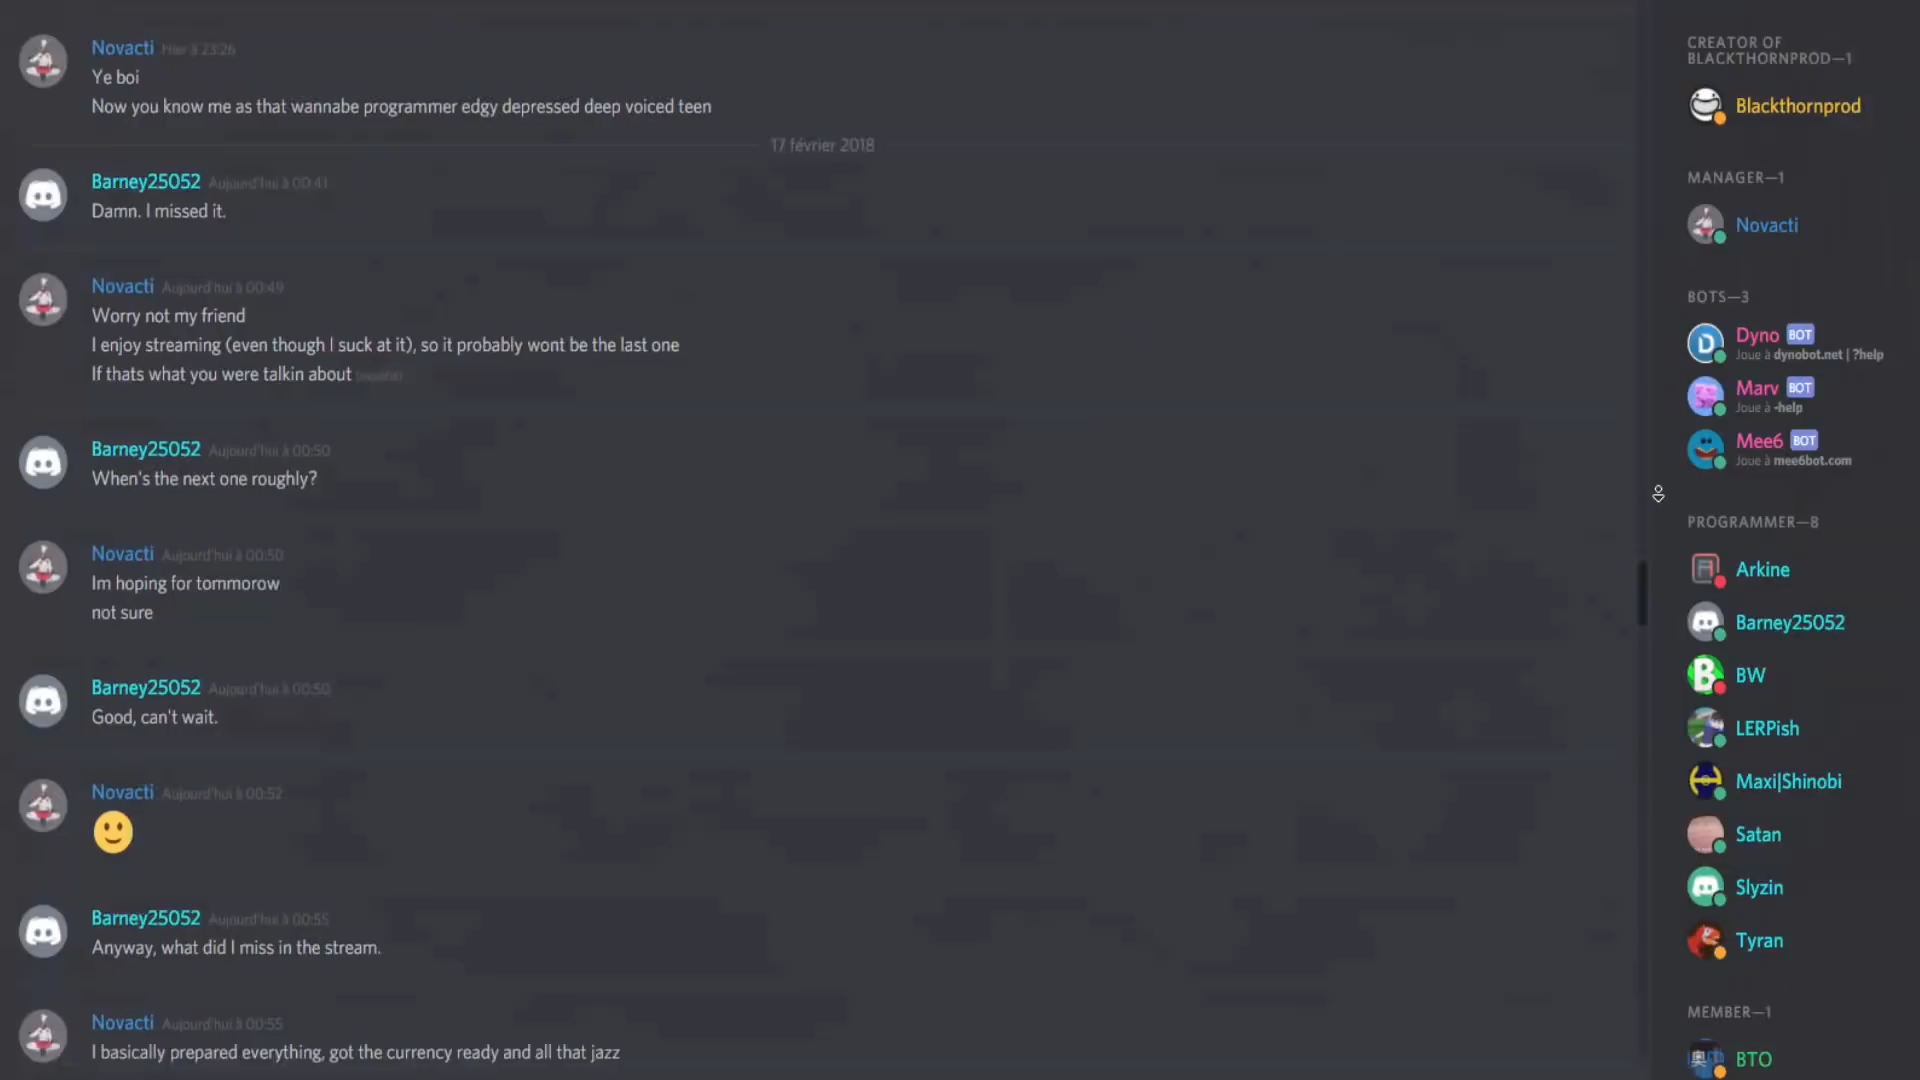 Novacti Hier à 23:26
Ye boi
Now you know me as that wannabe programmer edgy depressed deep voiced teen
17 février 2018
Barney25052 Aujourd'hui à 00:41
Damn. I missed it.
Novacti Aujourd'hui à 00:49
Worry not my friend
I enjoy streaming (even though I suck at it), so it probably wont be the last one
If thats what you were talkin about
Barney25052 Aujourd'hui à 00:50
When's the next one roughly?
Novacti Aujourd'hui à 00:50
Im hoping for tommorow
not sure
Barney25052 Aujourd'hui à 00:50
Good, can't wait.
Novacti Aujourd'hui à 00:52
Barney25052 Aujourd'hui à 00:55
Anyway, what did I miss in the stream.
Novacti Aujourd'hui à 00:55
I basically prepared everything, got the currency ready and all that jazz
CREATOR OF
BLACKTHORNPROD—1
Blackthornprod
MANAGER—1
Novacti
BOTS—3
Dyno BOT
Joue à dynobot.net | ?help
Marv BOT
Joue à -help
Mee6 BOT
Joue à mee6bot.com
PROGRAMMER—8
Arkine
Barney25052
BW
LERPish
Maxi|Shinobi
Satan
Slyzin
Tyran
MEMBER—1
BTO